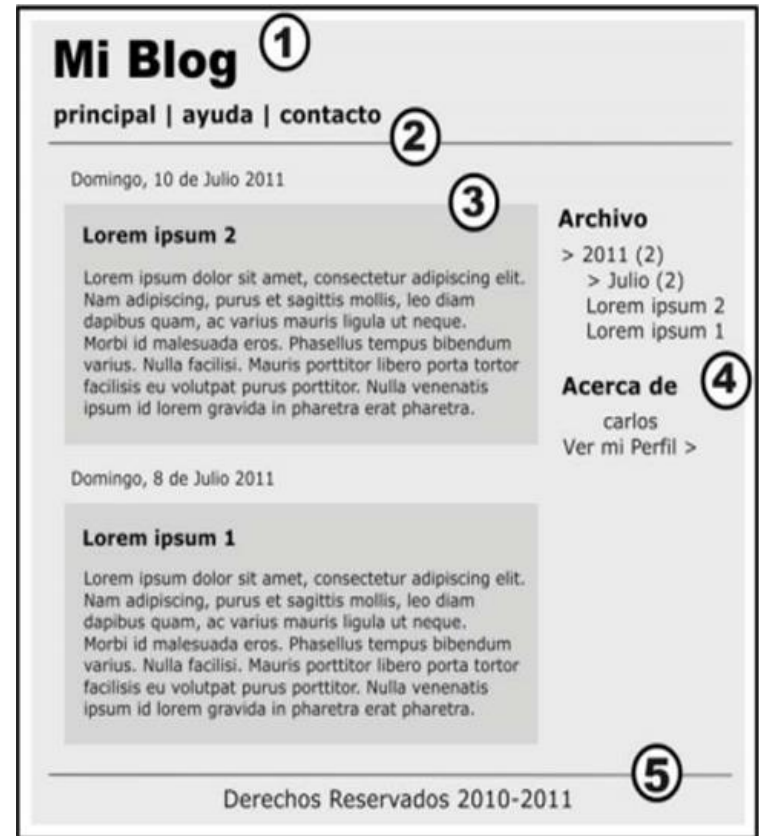 Mi Blog
1
principal | ayuda | contacto
2
Domingo, 10 de Julio 2011
3
Lorem ipsum 2
Lorem ipsum dolor sit amet, consectetur adipiscing elit.
Nam adipiscing, purus et sagittis mollis, leo diam
dapibus quam, ac varius mauris ligula ut neque.
Morbi id malesuada eros. Phasellus tempus bibendum
varius. Nulla facilisi. Mauris porttitor libero porta tortor
facilisis eu volutpat purus porttitor. Nulla venenatis
ipsum id lorem gravida in pharetra erat pharetra.
Domingo, 8 de Julio 2011
Lorem ipsum 1
Lorem ipsum dolor sit amet, consectetur adipiscing elit.
Nam adipiscing, purus et sagittis mollis, leo diam
dapibus quam, ac varius mauris ligula ut neque.
Morbi id malesuada eros. Phasellus tempus bibendum
varius. Nulla facilisi. Mauris porttitor libero porta tortor
facilisis eu volutpat purus porttitor. Nulla venenatis
ipsum id lorem gravida in pharetra erat pharetra.
Archivo
> 2011 (2)
> Julio (2)
Lorem ipsum 2
Lorem ipsum 1
Acerca de
4
carlos
Ver mi Perfil >
5
Derechos Reservados 2010-2011